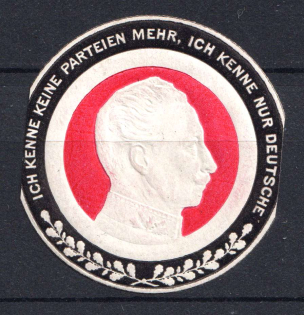 ICH KENNE KEINE PARTEIEN MEHR, ICH KENNE NUR DEUTSCHE